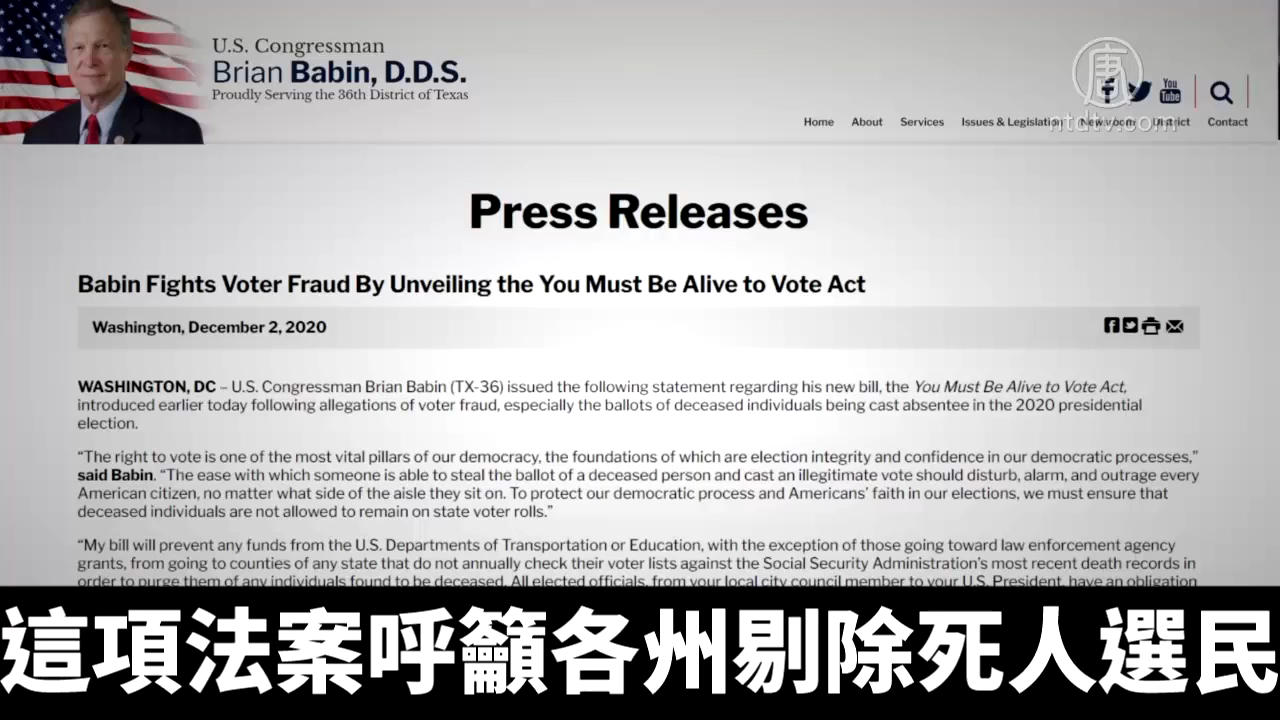 U.S. Congressman
Brian Babin, D.D.S.
Proudly Serving the 36th District of Texas
唐
ntdtv.com
You
Tube
Home About Services Issues & Legislation Newsroom District Contact
Press Releases
Babin Fights Voter Fraud By Unveiling the You Must Be Alive to Vote Act
Washington, December 2, 2020
WASHINGTON, DC – U.S. Congressman Brian Babin (TX-36) issued the following statement regarding his new bill, the You Must Be Alive to Vote Act,
introduced earlier today following allegations of voter fraud, especially the ballots of deceased individuals being cast absentee in the 2020 presidential
election.
“The right to vote is one of the most vital pillars of our democracy, the foundations of which are election integrity and confidence in our democratic processes,”
said Babin. “The ease with which someone is able to steal the ballot of a deceased person and cast an illegitimate vote should disturb, alarm, and outrage every
American citizen, no matter what side of the aisle they sit on. To protect our democratic process and Americans’ faith in our elections, we must ensure that
deceased individuals are not allowed to remain on state voter rolls.”
“My bill will prevent any funds from the U.S. Departments of Transportation or Education, with the exception of those going toward law enforcement agency
grants, from going to counties of any state that do not annually check their voter lists against the Social Security Administration’s most recent death records in
order to purge them of any individuals found to be deceased. All elected officials, from your local city council member to your U.S. President, have an obligation
這項法案呼籲各州剔除死人選民